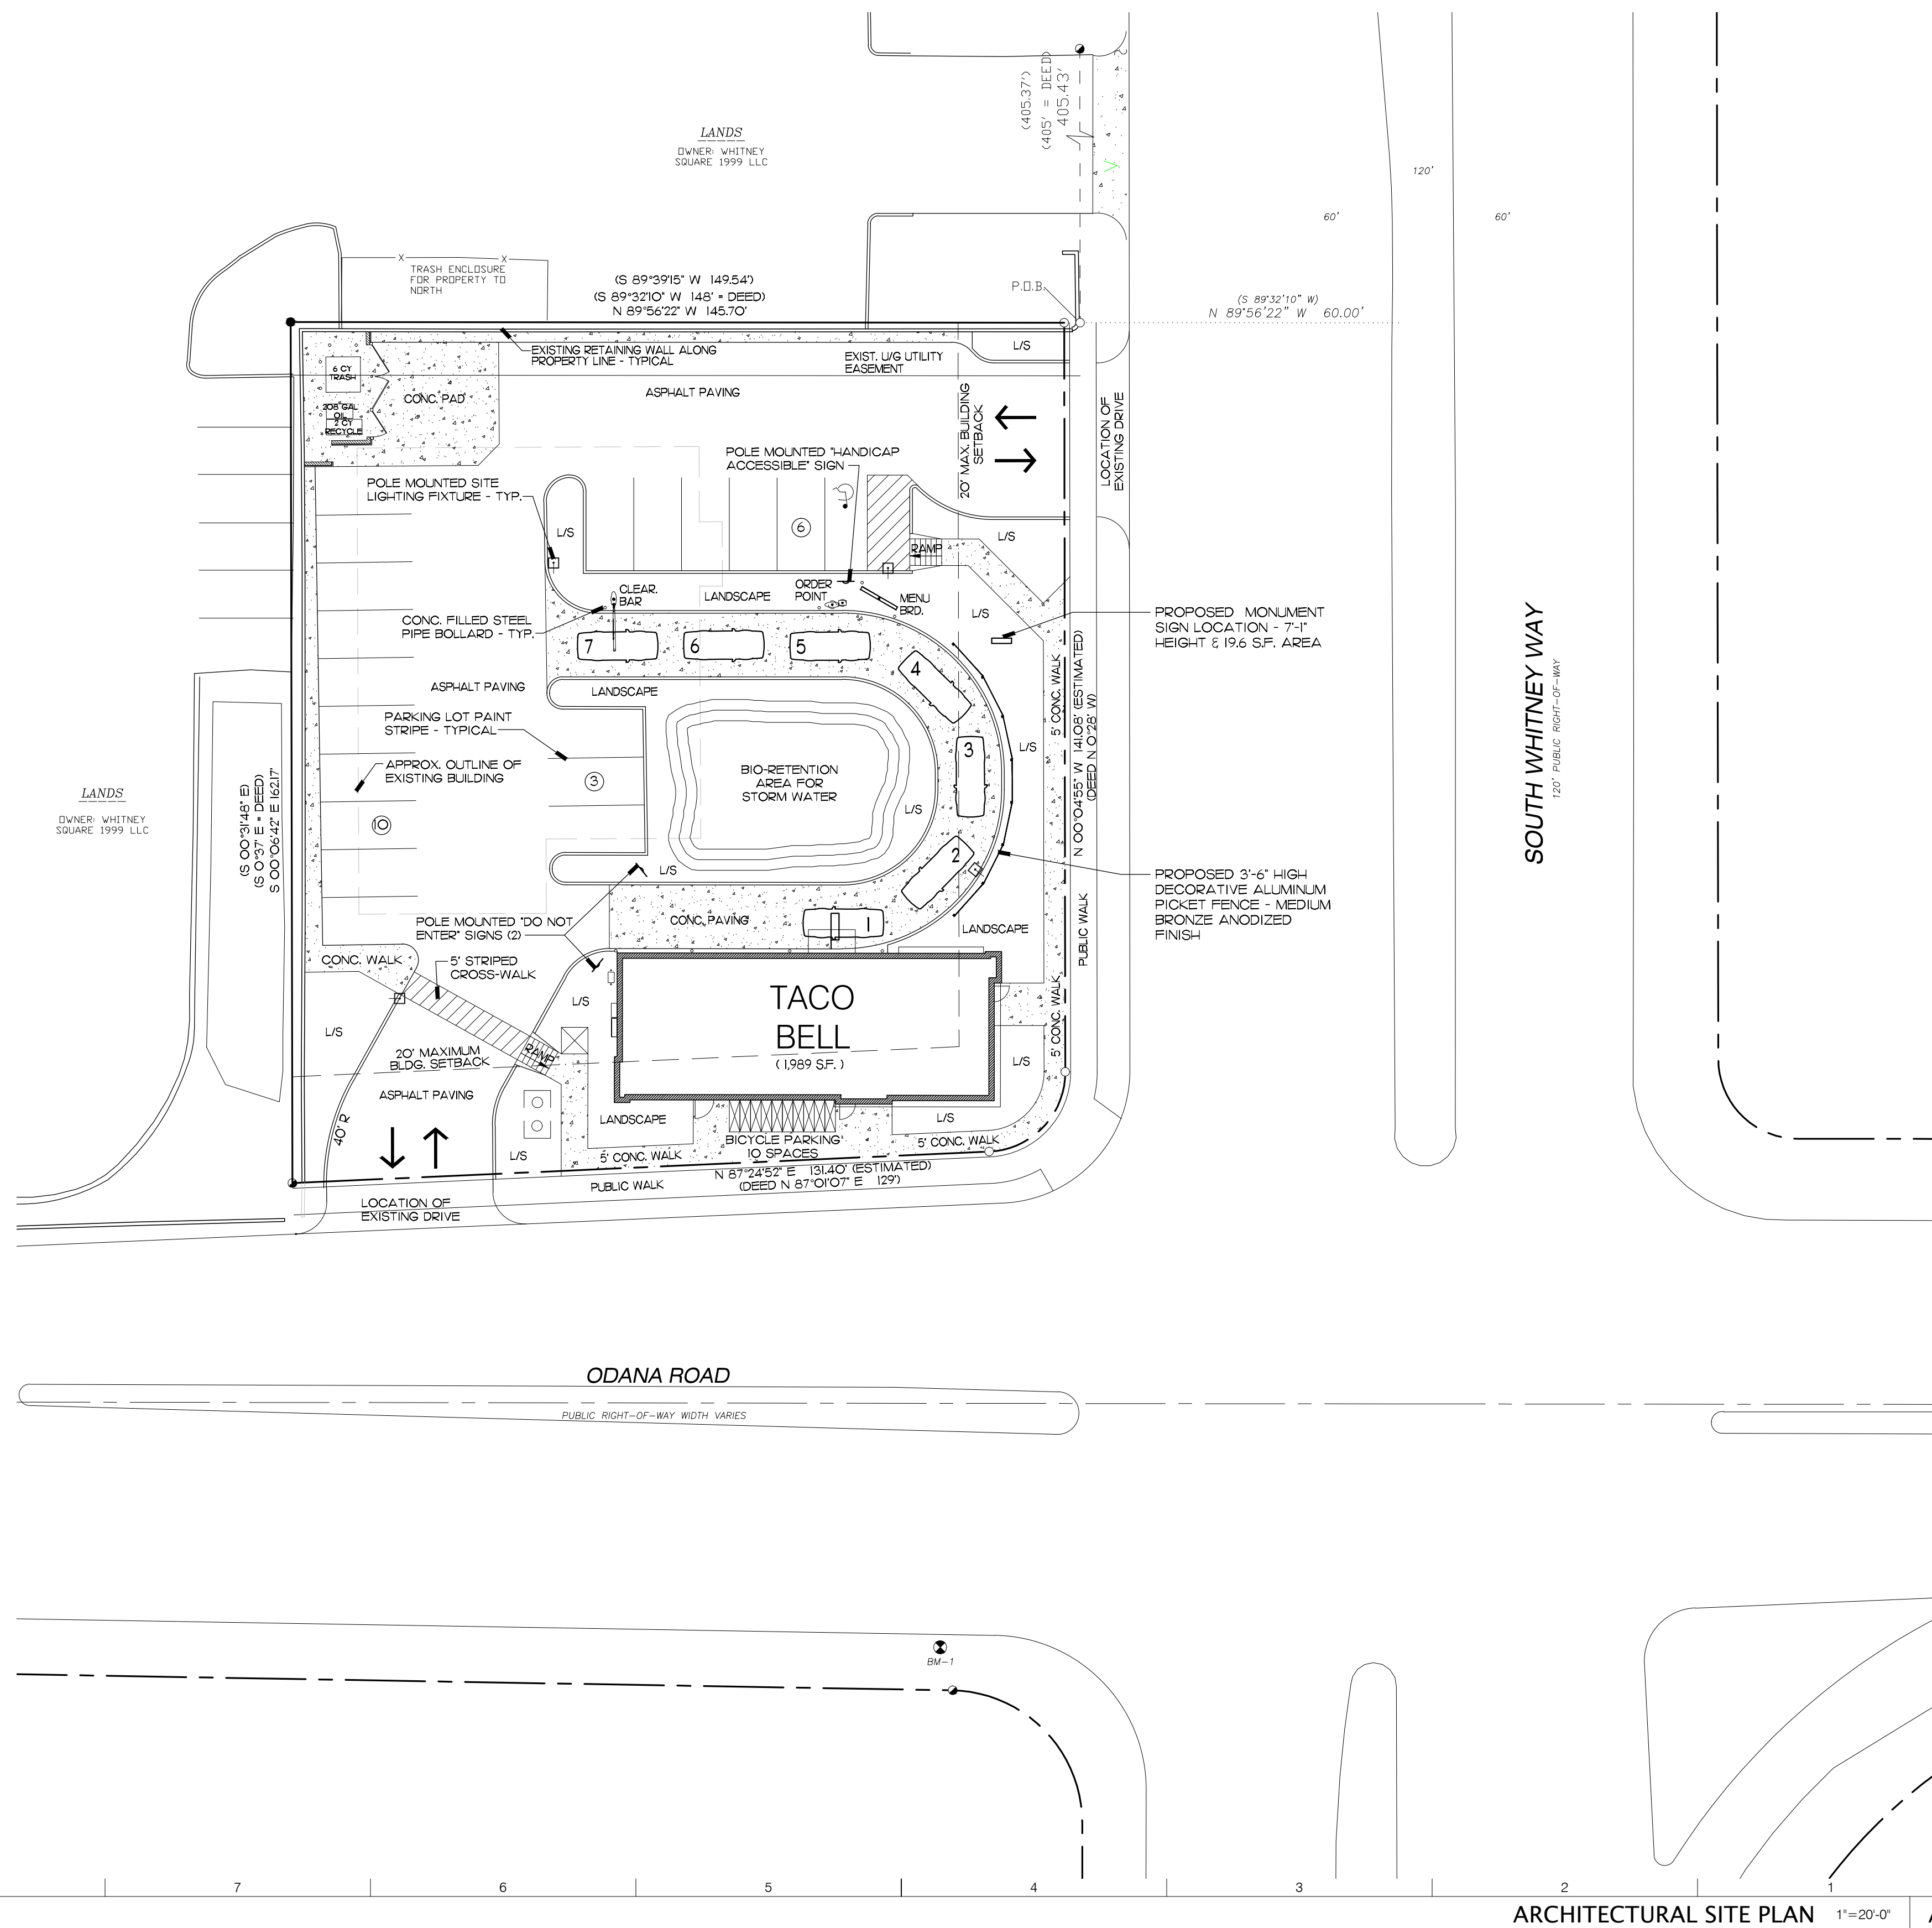 (405.37')
(405' = DEED)
405.43'
LANDS
OWNER: WHITNEY
SQUARE 1999 LLC
120'
60'
60'
TRASH ENCLOSURE
FOR PROPERTY TO
NORTH
X
X
(S 89°39'15" W 149.54')
(S 89°32'10" W 148' = DEED)
N 89°56'22" W 145.70'
P.O.B.
(S 89°32'10" W)
N 89°56'22" W 60.00'
EXISTING RETAINING WALL ALONG
PROPERTY LINE - TYPICAL
EXIST. U/G UTILITY
EASEMENT
L/S
6 CY
TRASH
208 GAL
OIL
2 CY
RECYCLE
CONC. PAD
ASPHALT PAVING
20' MAX. BUILDING
SETBACK
LOCATION OF
EXISTING DRIVE
POLE MOUNTED "HANDICAP
ACCESSIBLE" SIGN
POLE MOUNTED SITE
LIGHTING FIXTURE - TYP.
L/S
6
L/S
RAMP
CLEAR.
BAR
LANDSCAPE
ORDER
POINT
MENU
BRD.
L/S
CONC. FILLED STEEL
PIPE BOLLARD - TYP.
PROPOSED MONUMENT
SIGN LOCATION - 7'-1"
HEIGHT & 19.6 S.F. AREA
7
6
5
4
3
2
1
ASPHALT PAVING
LANDSCAPE
PARKING LOT PAINT
STRIPE - TYPICAL
APPROX. OUTLINE OF
EXISTING BUILDING
3
10
BIO-RETENTION
AREA FOR
STORM WATER
L/S
L/S
L/S
5' CONC. WALK
N 00°04'55" W 141.08' (ESTIMATED)
(DEED N 0°28' W)
SOUTH WHITNEY WAY
120' PUBLIC RIGHT-OF-WAY
LANDS
OWNER: WHITNEY
SQUARE 1999 LLC
(S 00°31'48" E)
(S 0°37' E = DEED)
S 00°06'42" E 162.17'
PROPOSED 3'-6" HIGH
DECORATIVE ALUMINUM
PICKET FENCE - MEDIUM
BRONZE ANODIZED
FINISH
POLE MOUNTED "DO NOT
ENTER" SIGNS (2)
CONC. PAVING
LANDSCAPE
PUBLIC WALK
CONC. WALK
5' STRIPED
CROSS-WALK
L/S
L/S
TACO
BELL
(1,989 S.F.)
5' CONC. WALK
20' MAXIMUM
BLDG. SETBACK
RAMP
ASPHALT PAVING
L/S
40' R
LANDSCAPE
L/S
BICYCLE PARKING
10 SPACES
5' CONC. WALK
5' CONC. WALK
L/S
N 87°24'52" E 131.40' (ESTIMATED)
(DEED N 87°01'07" E 129')
PUBLIC WALK
LOCATION OF
EXISTING DRIVE
ODANA ROAD
PUBLIC RIGHT-OF-WAY WIDTH VARIES
BM-1
7 6 5 4 3 2 1
ARCHITECTURAL SITE PLAN 1"=20'-0"